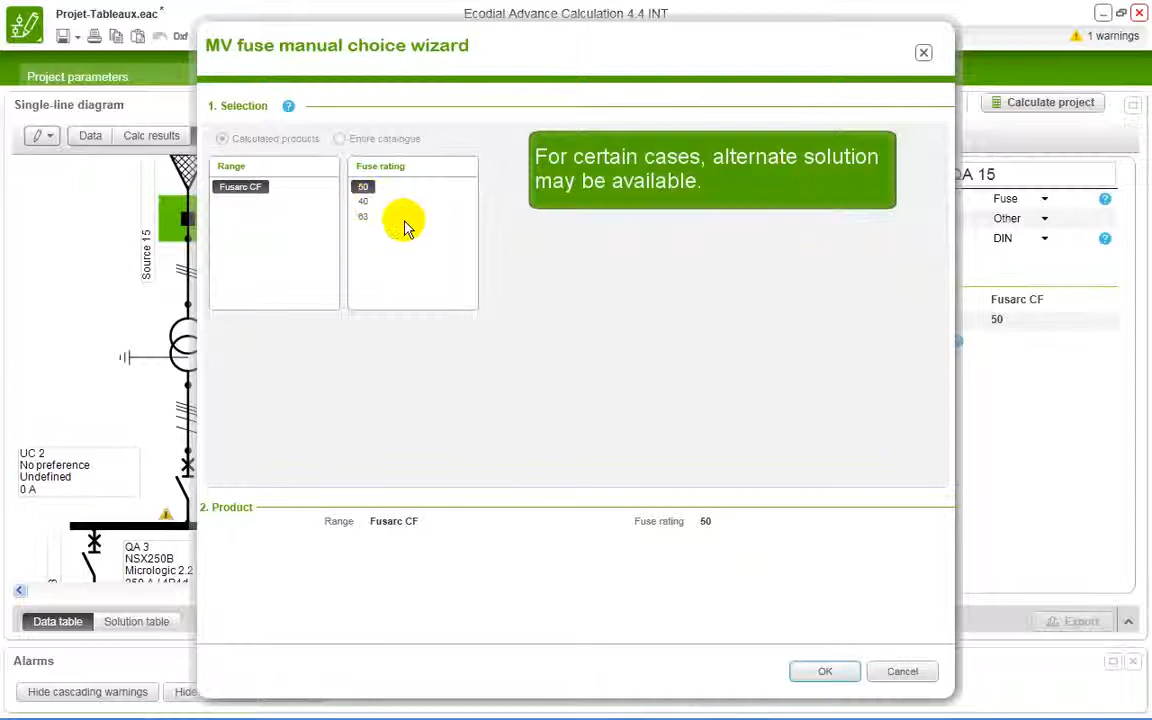 Projet-Tableaux.eac*
Ecodial Advance Calculation 4.4 INT
Dxf
1 warnings
MV fuse manual choice wizard
Project parameters
Single-line diagram
1. Selection
?
Calculate project
Data
Calc results
Calculated products
Entire catalogue
For certain cases, alternate solution
may be available.
Range
Fuse rating
Fusarc CF
50
40
63
QA 15
Fuse
?
Other
DIN
?
Source 15
Fusarc CF
50
UC 2
No preference
Undefined
0 A
2. Product
Range
Fusarc CF
Fuse rating
50
QA 3
NSX250B
Micrologic 2.2
Data table
Solution table
Export
Alarms
OK
Cancel
Hide cascading warnings
Hide